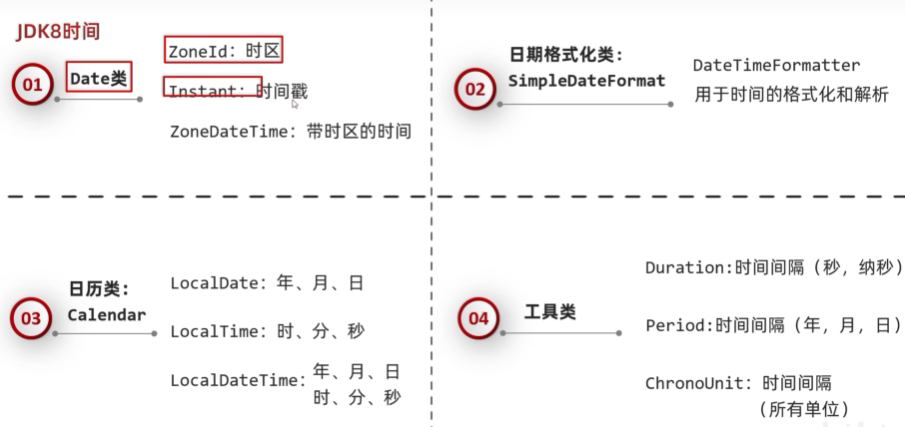 JDK8时间
01
Date类
ZoneId：时区
Instant：时间戳
ZoneDateTime：带时区的时间
02
日期格式化类：
SimpleDateFormat
DateTimeFormatter
用于时间的格式化和解析
03
日历类：
Calendar
LocalDate：年、月、日
LocalTime：时、分、秒
LocalDateTime：年、月、日
时、分、秒
04
工具类
Duration:时间间隔（秒，纳秒）
Period:时间间隔（年，月，日）
ChronoUnit：时间间隔
（所有单位）